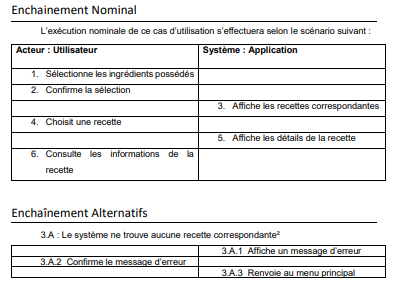 Enchainement Nominal
L'exécution nominale de ce cas d'utilisation s'effectuera selon le scénario suivant :
Acteur : Utilisateur Système : Application
1. Sélectionne les ingrédients possédés
2. Confirme la sélection
3. Affiche les recettes correspondantes
4. Choisit une recette
5. Affiche les détails de la recette
6. Consulte les informations de la
recette
Enchaînement Alternatifs
3.A : Le système ne trouve aucune recette correspondante²
3.A.1 Affiche un message d'erreur
3.A.2 Confirme le message d'erreur
3.A.3 Renvoie au menu principal